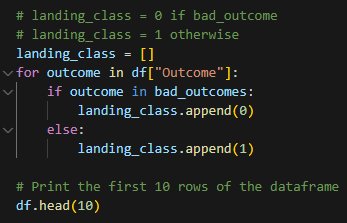 # landing_class = 0 if bad_outcome
# landing_class = 1 otherwise
landing_class = []
for outcome in df["Outcome"]:
    if outcome in bad_outcomes:
        landing_class.append(0)
    else:
        landing_class.append(1)

# Print the first 10 rows of the dataframe
df.head(10)